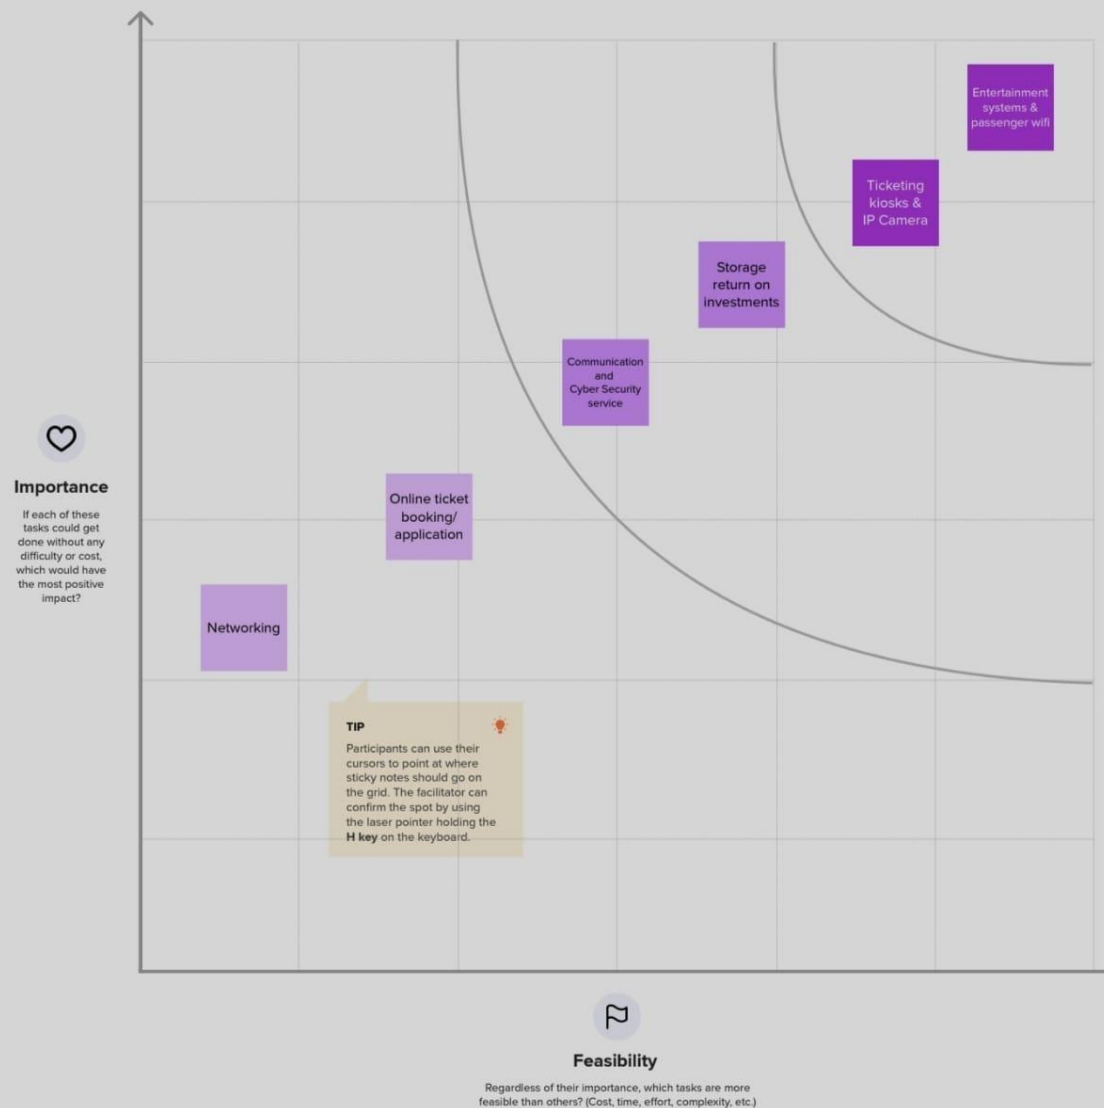 Entertainment
systems &
passenger wifi
Ticketing
kiosks &
IP Camera
Storage
return on
investments
Communication
and
Cyber Security
service
Importance
If each of these
tasks could get
done without any
difficulty or cost,
which would have
the most positive
impact?
Online ticket
booking/
application
Networking
TIP
Participants can use their
cursors to point at where
sticky notes should go on
the grid. The facilitator can
confirm the spot by using
the laser pointer holding the
H key on the keyboard.
Feasibility
Regardless of their importance, which tasks are more
feasible than others? (Cost, time, effort, complexity, etc.)